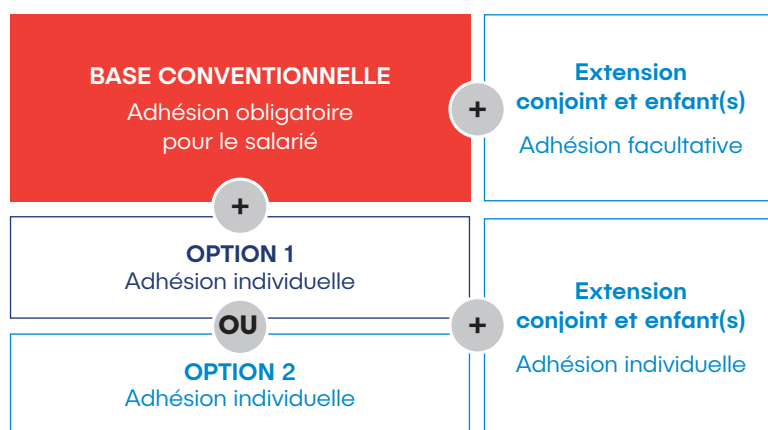 BASE CONVENTIONNELLE
Adhésion obligatoire
pour le salarié
+
Extension
conjoint et enfant(s)
Adhésion facultative
+
OPTION 1
Adhésion individuelle
OU
OPTION 2
Adhésion individuelle
+
Extension
conjoint et enfant(s)
Adhésion individuelle